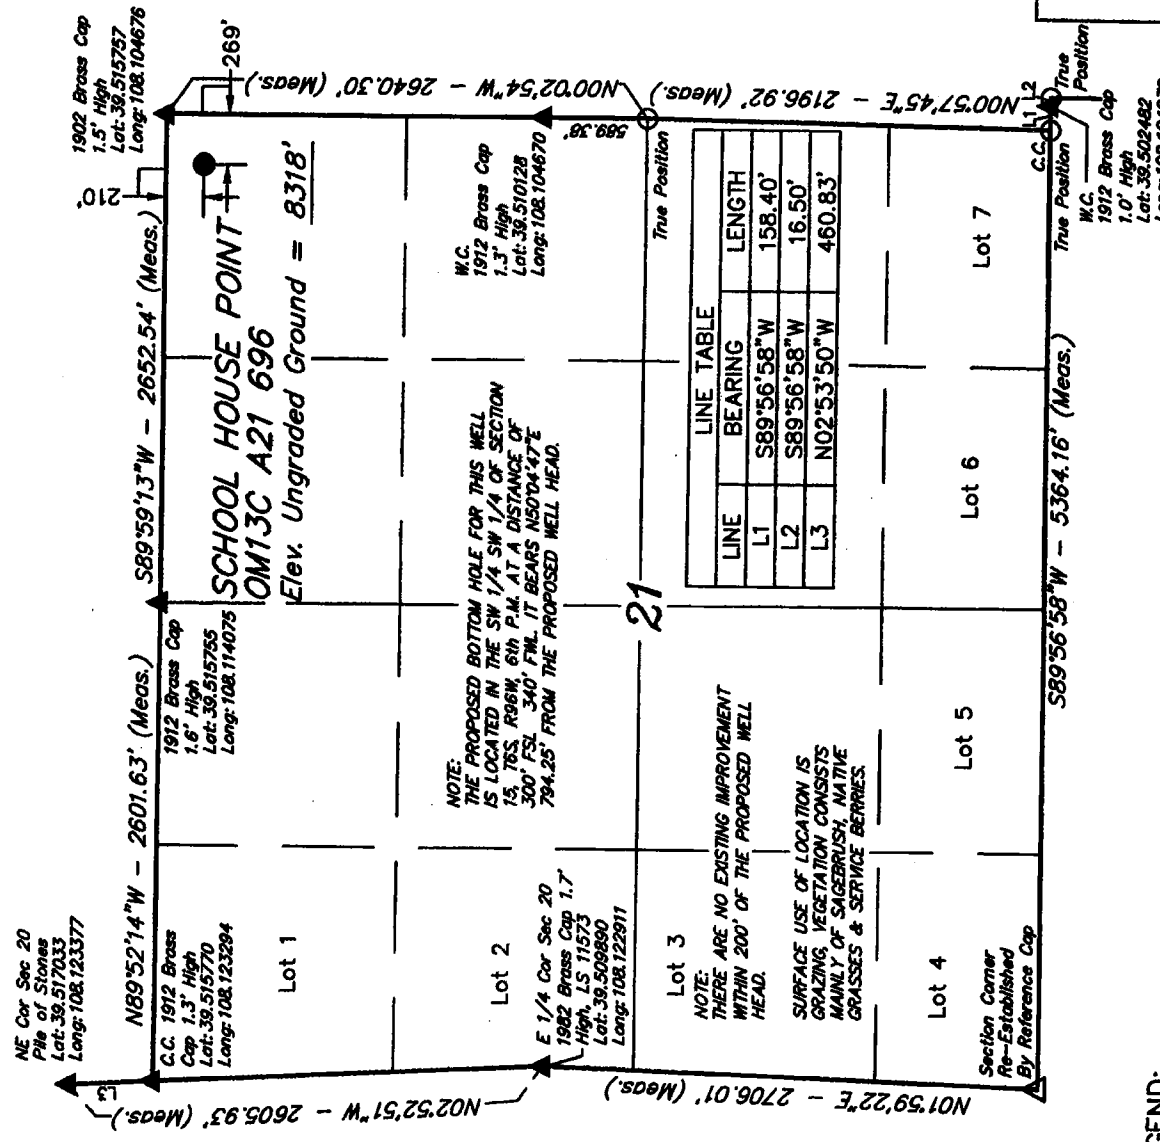 NE Cor Sec 20
Pile of Stones
Lat: 39.517033
Long: 108.123377
L3
N89°52'14"W - 2601.63' (Meas.)
S89°59'13"W - 2652.54' (Meas.)
210'
1902 Brass Cap
1.5' High
Lat: 39.515757
Long: 108.104676
269'
C.C. 1912 Brass
Cap 1.3' High
Lat: 39.515770
Long: 108.123294
1912 Brass Cap
1.6' High
Lat: 39.515755
Long: 108.114075
SCHOOL HOUSE POINT
OM13C A21 696
Elev. Ungraded Ground = 8318'
Lot 1
N02°52'51"W - 2605.93' (Meas.)
N00°02'54"W - 2640.30' (Meas.)
NOTE:
THE PROPOSED BOTTOM HOLE FOR THIS WELL
IS LOCATED IN THE SW 1/4 SW 1/4 OF SECTION
15, T6S, R96W, 6th P.M. AT A DISTANCE OF
300' FSL 340' FWL. IT BEARS N50°04'47"E
794.25' FROM THE PROPOSED WELL HEAD.
W.C.
1912 Brass Cap
1.3' High
Lat: 39.510128
Long: 108.104670
589.38'
Lot 2
E 1/4 Cor Sec 20
1982 Brass Cap 1.7'
High, LS 11573
Lat: 39.509890
Long: 108.122911
21
True Position
Lot 3
NOTE:
THERE ARE NO EXISTING IMPROVEMENT
WITHIN 200' OF THE PROPOSED WELL
HEAD.
SURFACE USE OF LOCATION IS
GRAZING, VEGETATION CONSISTS
MAINLY OF SAGEBRUSH, NATIVE
GRASSES & SERVICE BERRIES.
LINE TABLE
LINE BEARING LENGTH
L1 S89°56'58"W 158.40'
L2 S89°56'58"W 16.50'
L3 N02°53'50"W 460.83'
N01°59'22"E - 2706.01' (Meas.)
N00°57'45"E - 2196.92' (Meas.)
Lot 4
Lot 5
Lot 6
Lot 7
Section Corner
Re-Established
By Reference Cap
S89°56'58"W - 5364.16' (Meas.)
C.C.
L1
L2
True
Position
True Position
W.C.
1912 Brass Cap
1.0' High
Lat: 39.502482